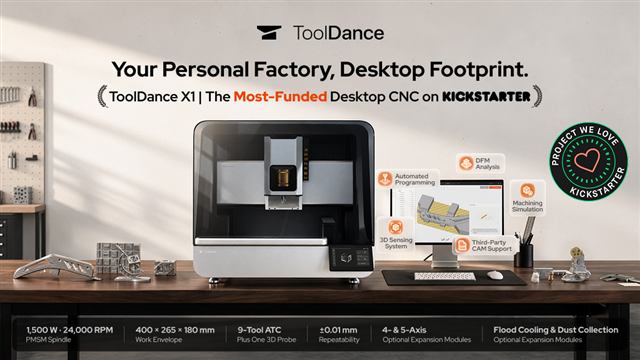 ToolDance
Your Personal Factory, Desktop Footprint.
ToolDance X1 | The Most-Funded Desktop CNC on KICKSTARTER
PROJECT WE LOVE
KICKSTARTER
DFM
Analysis
Automated
Programming
Machining
Simulation
3D Sensing
System
Third-Party
CAM Support
1,500 W · 24,000 RPM
PMSM Spindle
400 × 265 × 180 mm
Work Envelope
9-Tool ATC
Plus One 3D Probe
±0.01 mm
Repeatability
4- & 5-Axis
Optional Expansion Modules
Flood Cooling & Dust Collection
Optional Expansion Modules